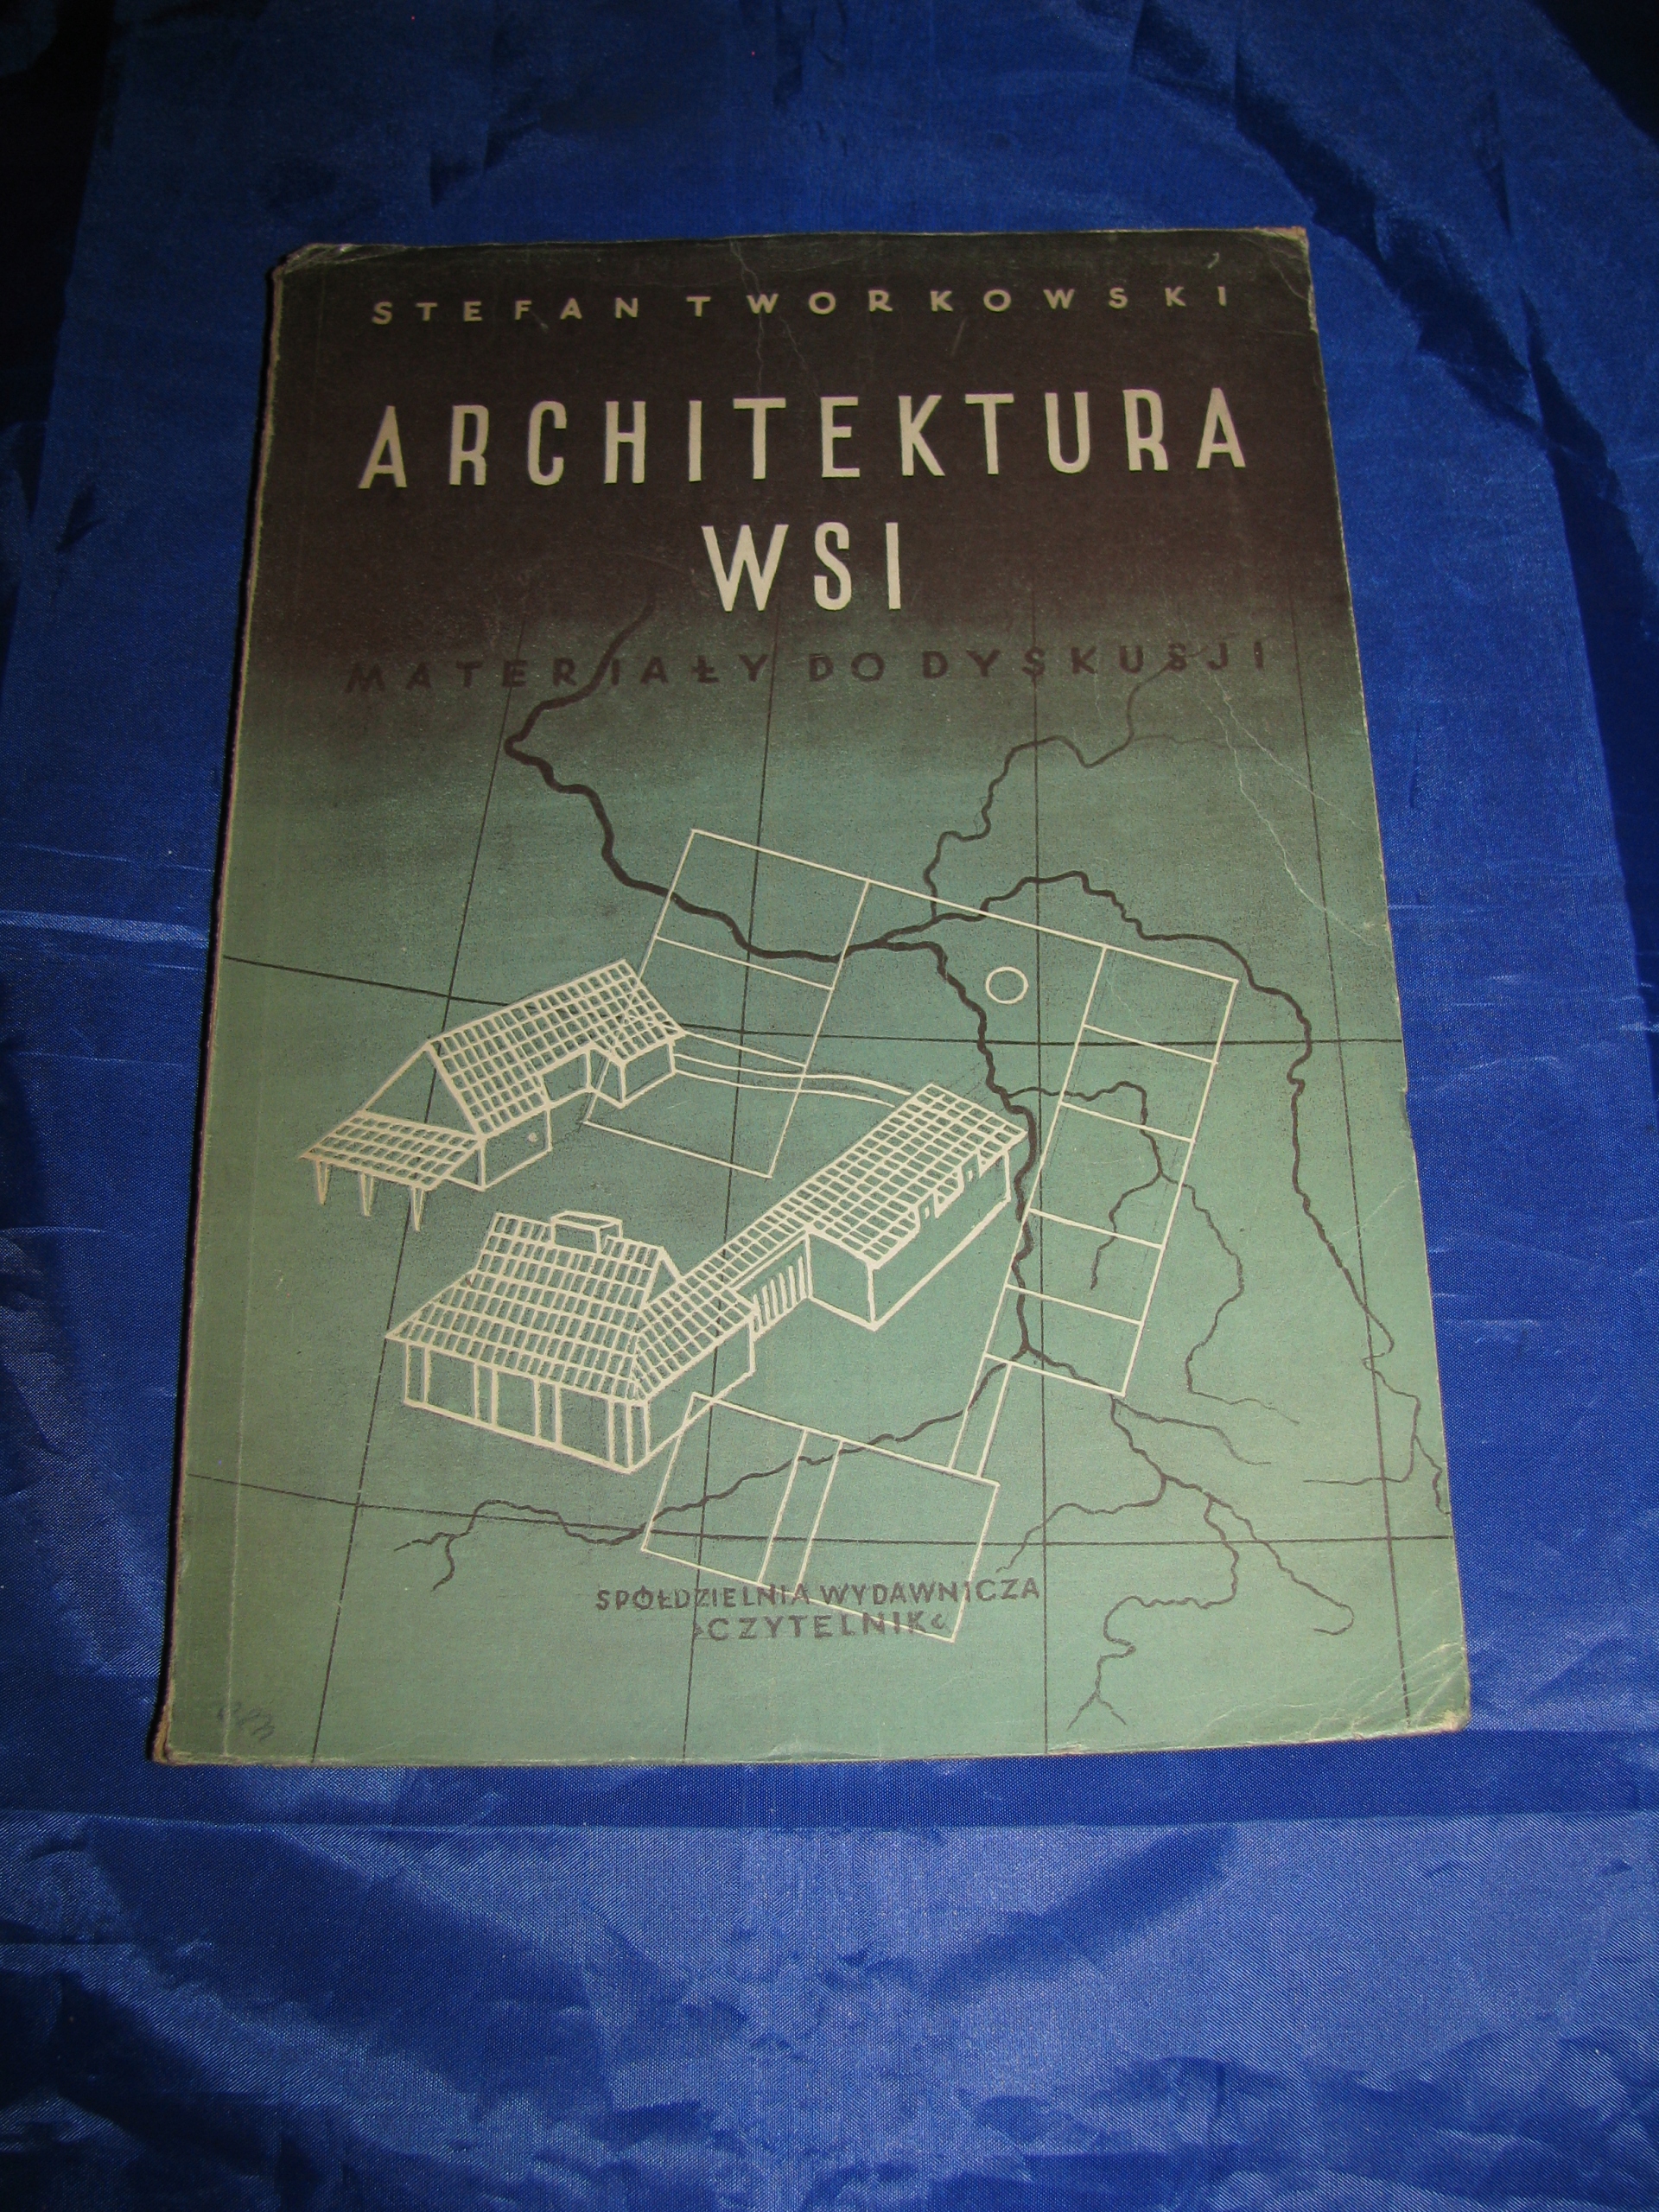 STEFAN TWORKOWSKI
ARCHITEKTURA
WSI
MATERIAŁY DO DYSKUSJI
SPÓŁDZIELNIA WYDAWNICZA
»CZYTELNIK«